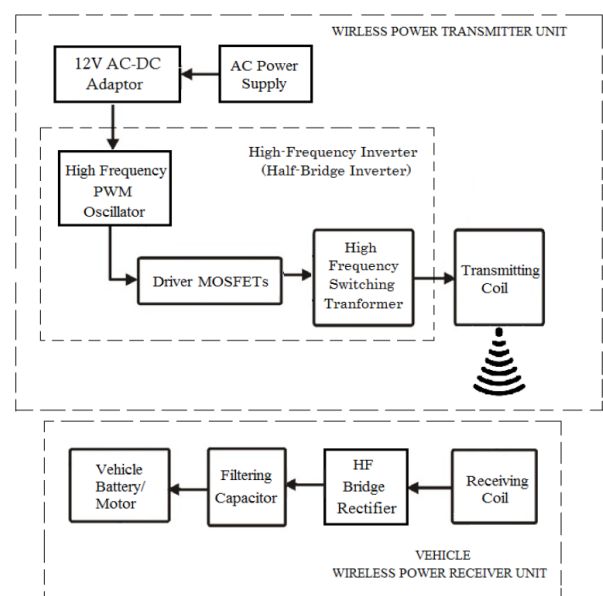 WIRLESS POWER TRANSMITTER UNIT
12V AC-DC
Adaptor
AC Power
Supply
High-Frequency Inverter
(Half-Bridge Inverter)
High Frequency
PWM
Oscillator
Driver MOSFETs
High
Frequency
Switching
Tranformer
Transmitting
Coil
Vehicle
Battery/
Motor
Filtering
Capacitor
HF
Bridge
Rectifier
Receiving
Coil
VEHICLE
WIRELESS POWER RECEIVER UNIT